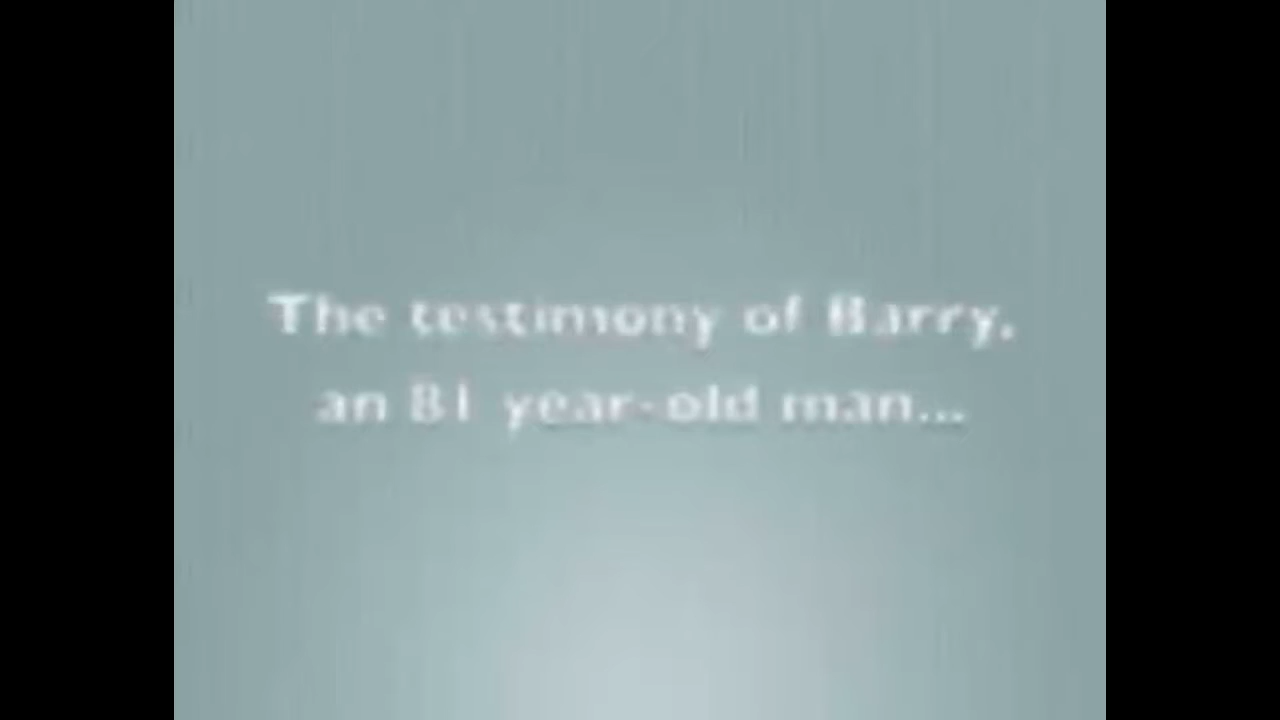 The testimony of Barry,
an 81 year-old man...